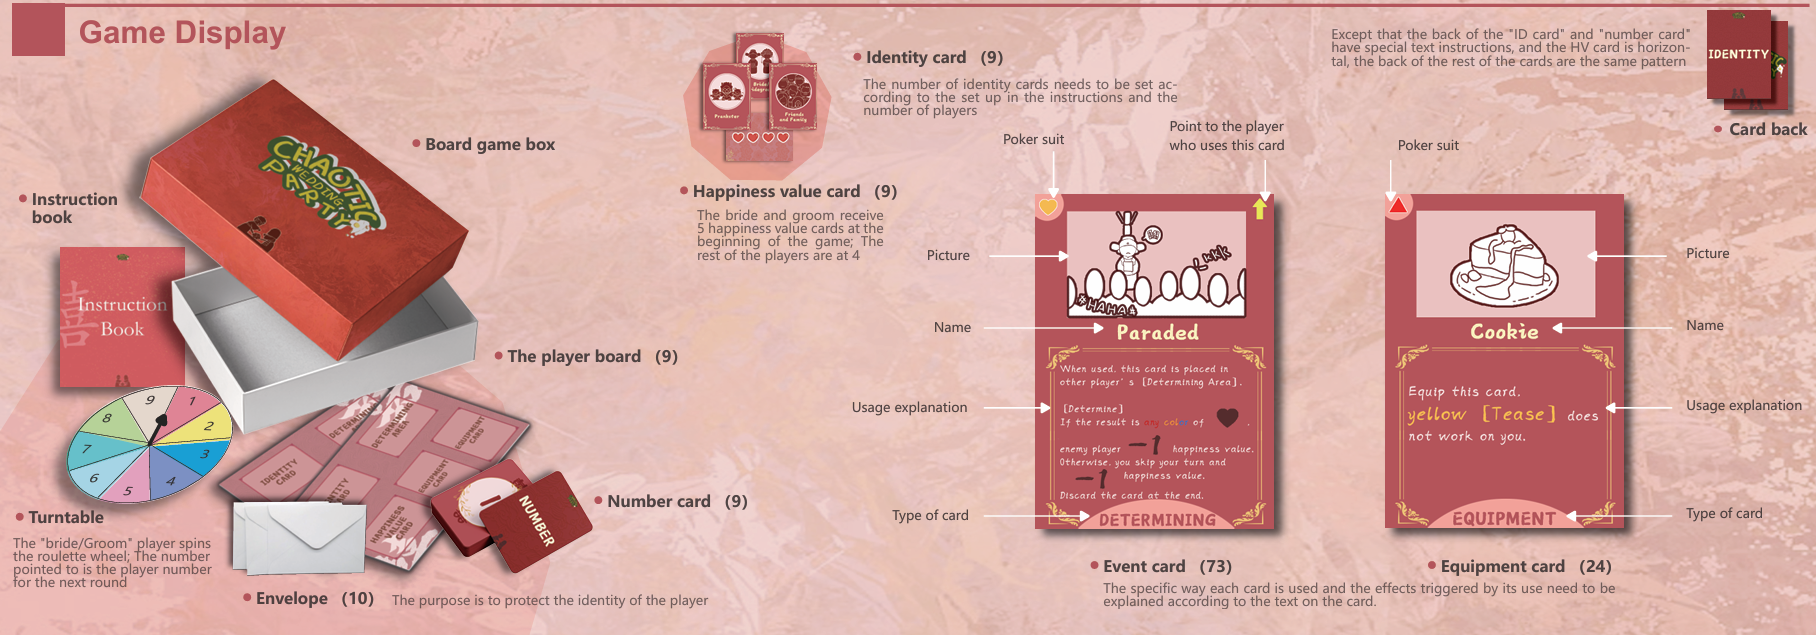 Game Display
Board game box
CHAOTIC
WEDDING
PARTY
Instruction
book
Instruction
Book
囍
The player board (9)
9
1
2
3
4
5
6
7
8
Turntable
The "bride/Groom" player spins
the roulette wheel; The number
pointed to is the player number
for the next round
DETERMINING
DETERMINING
AREA
EQUIPMENT
CARD
IDENTITY
CARD
EQUIPMENT
CARD
CARD
HAPPINESS
VALUE
CARD
NUMBER
Number card (9)
Envelope (10)
The purpose is to protect the identity of the player
Identity card (9)
The number of identity cards needs to be set ac-
cording to the set up in the instructions and the
number of players
Prankster
Friends
and Family
Happiness value card (9)
The bride and groom receive
5 happiness value cards at the
beginning of the game; The
rest of the players are at 4
Except that the back of the "ID card" and "number card"
have special text instructions, and the HV card is horizon-
tal, the back of the rest of the cards are the same pattern
IDENTITY
Card back
Poker suit
Point to the player
who uses this card
Picture
Name
Usage explanation
Type of card
#HAHA#
Paraded
When used, this card is placed in
other player's [Determining Area].
[Determine]
If the result is any color of ♥.
enemy player -1 happiness value.
Otherwise, you skip your turn and
-1 happiness value.
Discard the card at the end.
DETERMINING
Event card (73)
The specific way each card is used and the effects triggered by its use need to be
explained according to the text on the card.
Poker suit
Cookie
Equip this card,
yellow [Tease] does
not work on you.
EQUIPMENT
Picture
Name
Usage explanation
Type of card
Equipment card (24)